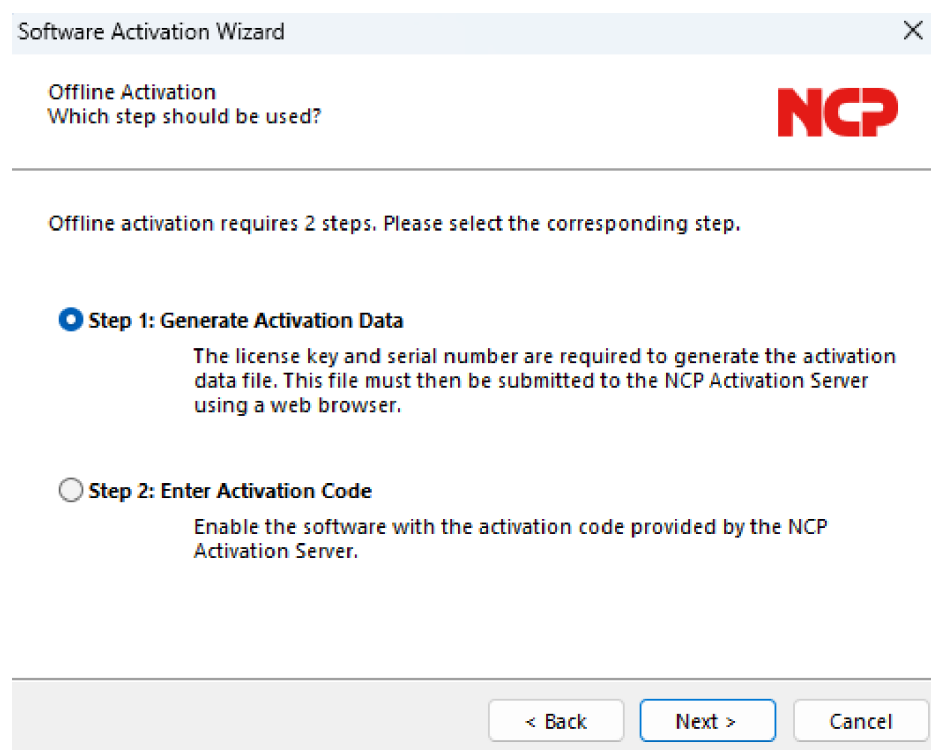 Software Activation Wizard
Offline Activation
Which step should be used?
NCP
Offline activation requires 2 steps. Please select the corresponding step.
Step 1: Generate Activation Data
The license key and serial number are required to generate the activation
data file. This file must then be submitted to the NCP Activation Server
using a web browser.
Step 2: Enter Activation Code
Enable the software with the activation code provided by the NCP
Activation Server.
< Back Next > Cancel